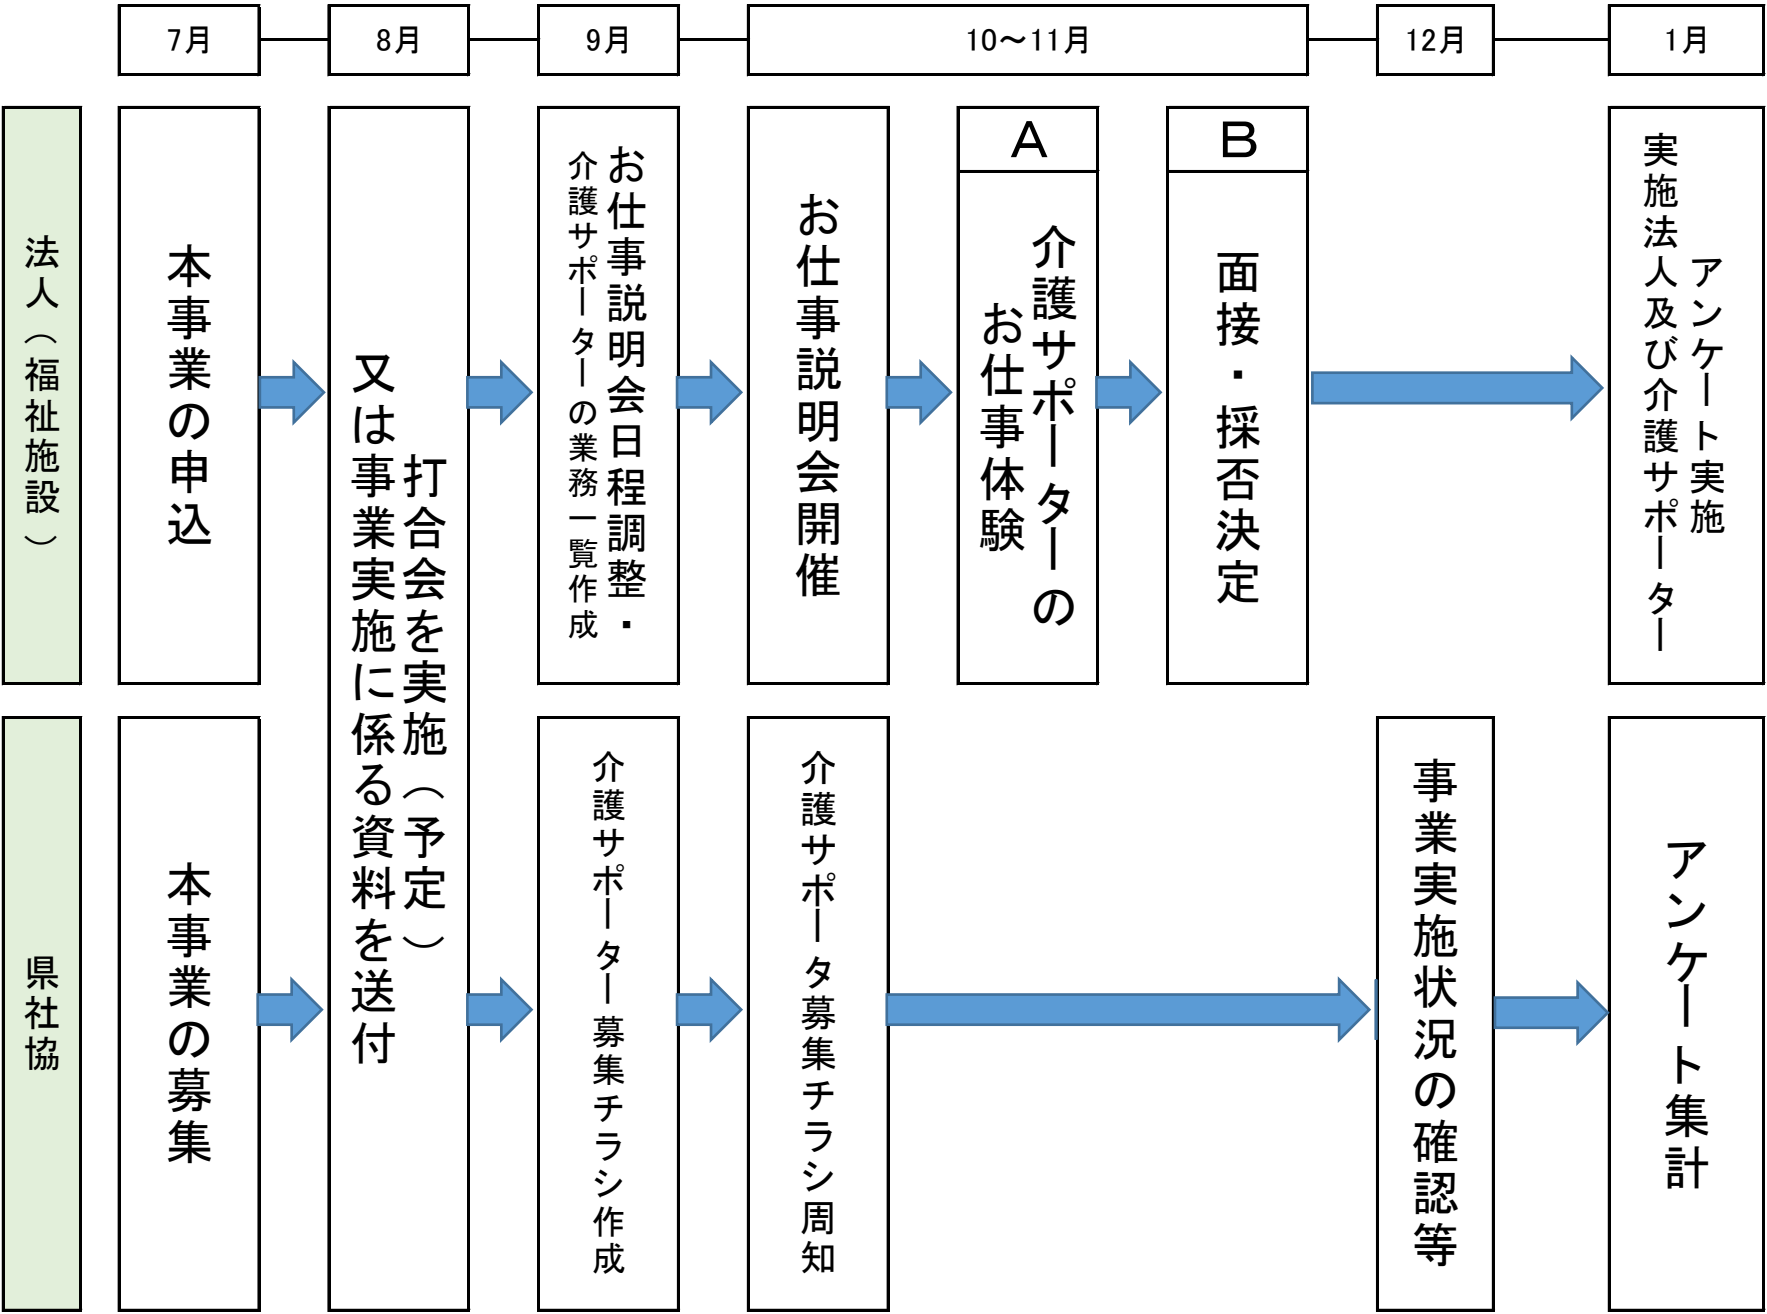 7月
8月
9月
10～11月
12月
1月
法人（福祉施設）
本事業の申込
打合会を実施（予定）
又は事業実施に係る資料を送付
お仕事説明会日程調整・
介護サポーターの業務一覧作成
お仕事説明会開催
A
介護サポーターの
お仕事体験
B
面接・採否決定
アンケート実施
実施法人及び介護サポーター
県社協
本事業の募集
介護サポーター募集チラシ作成
介護サポータ募集チラシ周知
事業実施状況の確認等
アンケート集計